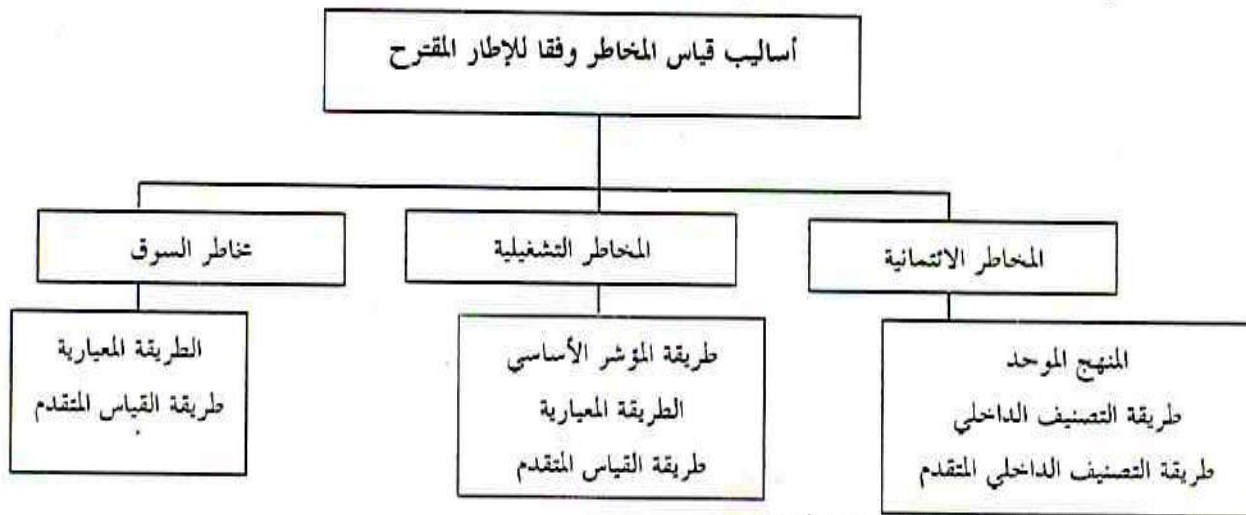 أساليب قياس المخاطر وفقا للإطار المقترح
المخاطر الائتمانية
المخاطر التشغيلية
مخاطر السوق
المنهج الموحد
طريقة التصنيف الداخلي
طريقة التصنيف الداخلي المتقدم
طريقة المؤشر الأساسي
الطريقة المعيارية
طريقة القياس المتقدم
الطريقة المعيارية
طريقة القياس المتقدم